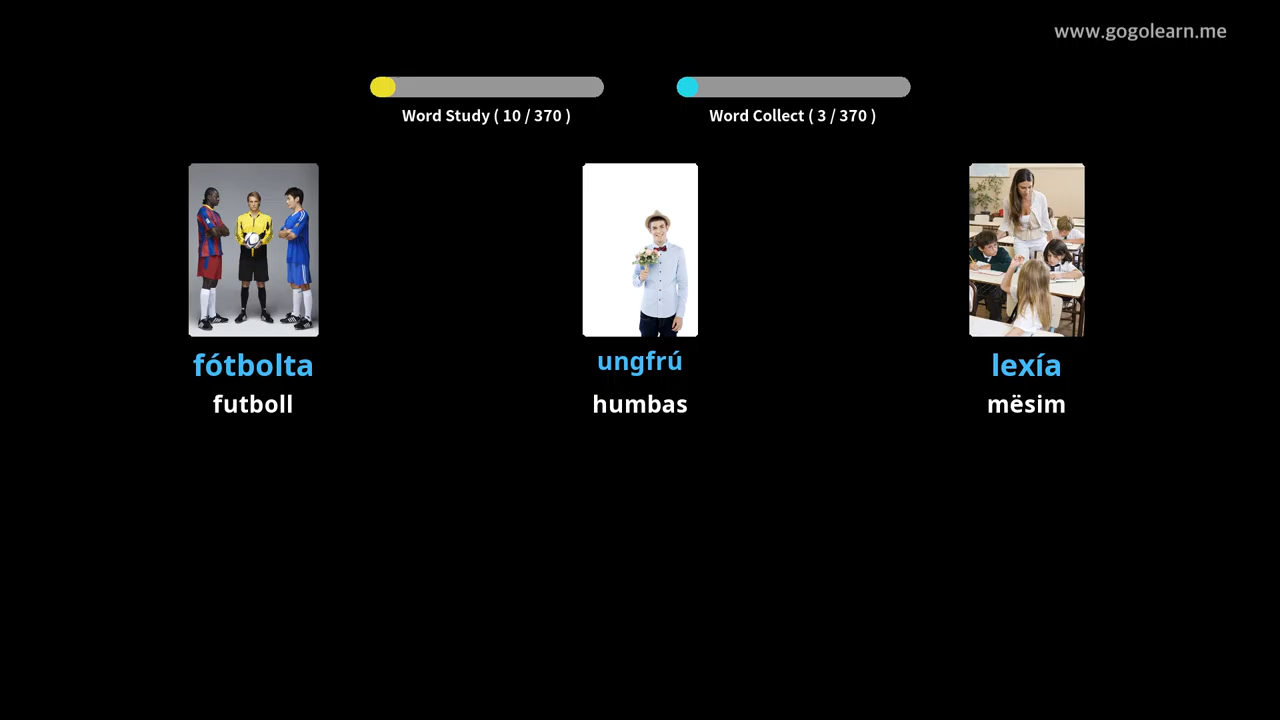 www.gogolearn.me
Word Study ( 10 / 370 )
Word Collect ( 3 / 370 )
fótbolta
futboll
ungfrú
humbas
lexía
mësim